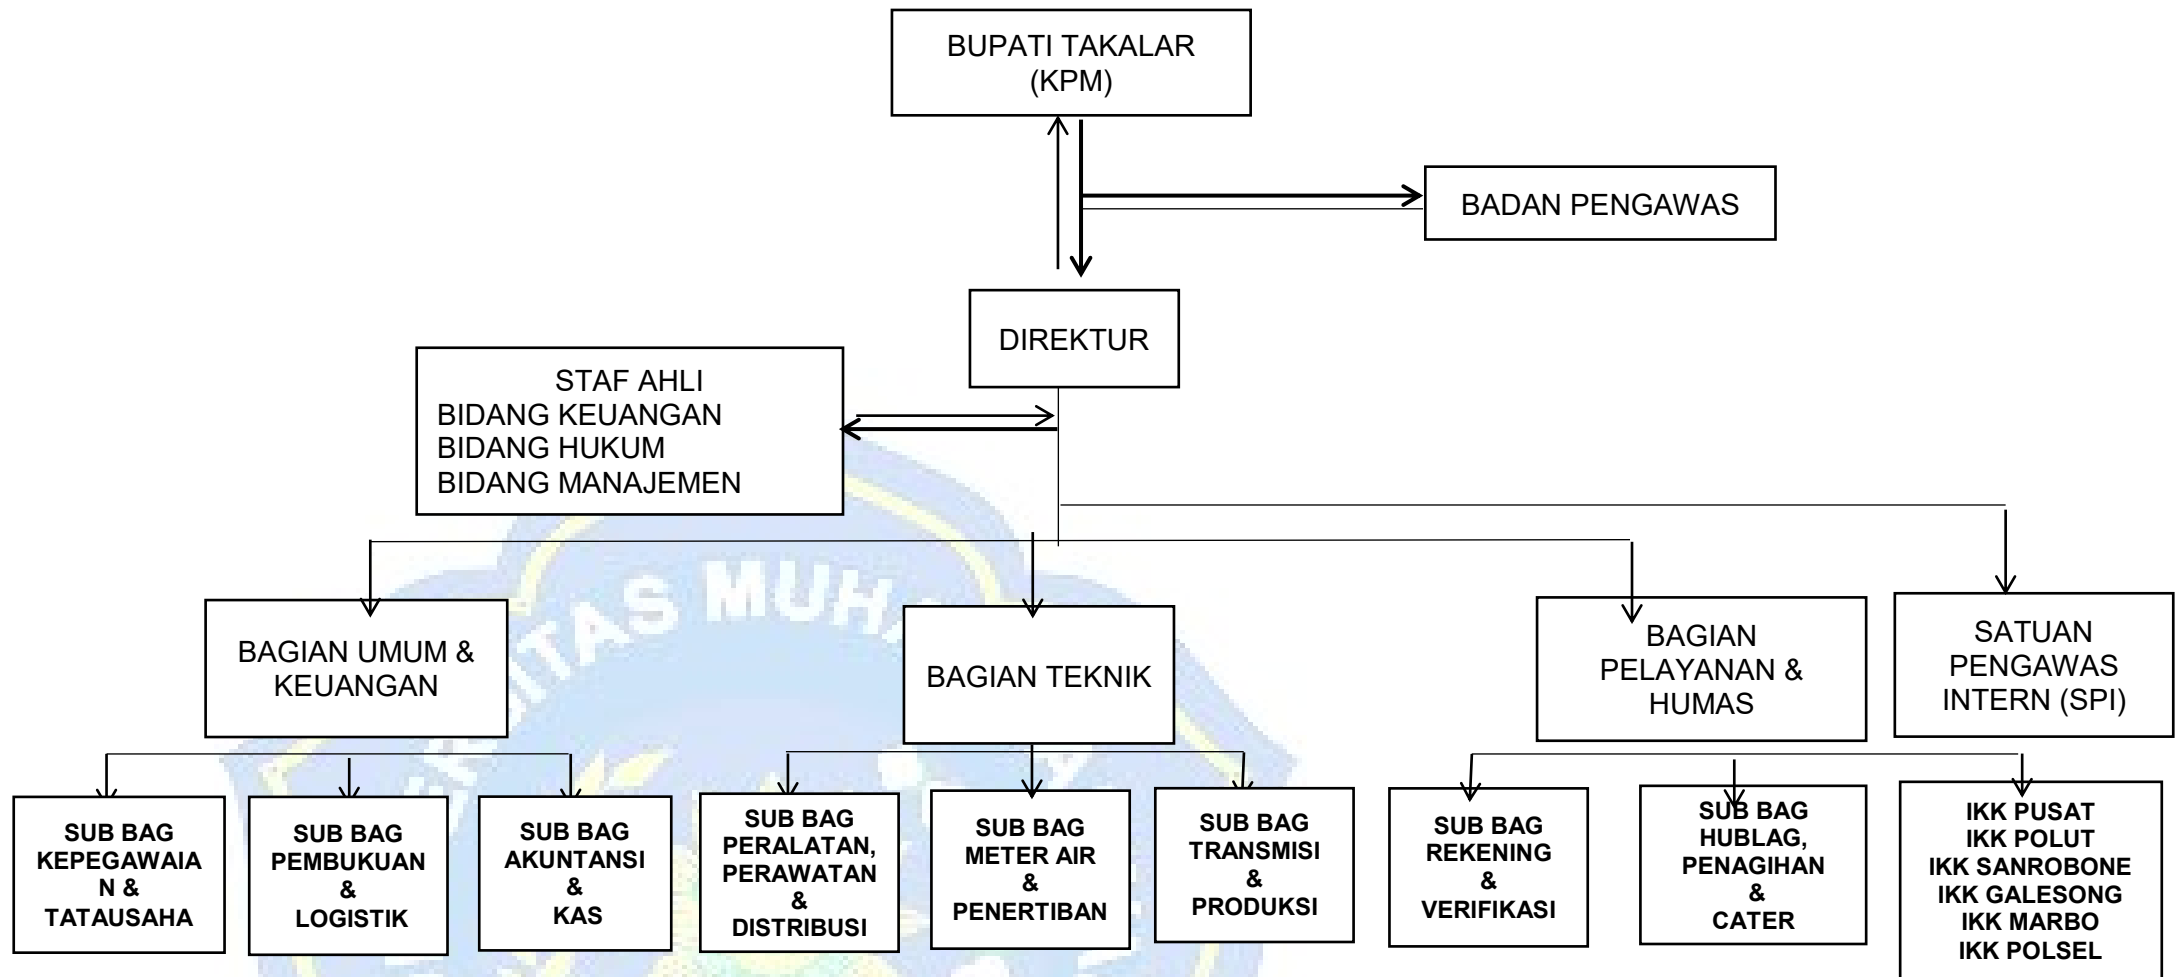 BUPATI TAKALAR
(KPM)
BADAN PENGAWAS
DIREKTUR
STAF AHLI
BIDANG KEUANGAN
BIDANG HUKUM
BIDANG MANAJEMEN
BAGIAN UMUM &
KEUANGAN
BAGIAN TEKNIK
BAGIAN
PELAYANAN &
HUMAS
SATUAN
PENGAWAS
INTERN (SPI)
SUB BAG
KEPEGAWAIA
N &
TATAUSAHA
SUB BAG
PEMBUKUAN
&
LOGISTIK
SUB BAG
AKUNTANSI
&
KAS
SUB BAG
PERALATAN,
PERAWATAN
&
DISTRIBUSI
SUB BAG
METER AIR
&
PENERTIBAN
SUB BAG
TRANSMISI
&
PRODUKSI
SUB BAG
REKENING
&
VERIFIKASI
SUB BAG
HUBLAG,
PENAGIHAN
&
CATER
IKK PUSAT
IKK POLUT
IKK SANROBONE
IKK GALESONG
IKK MARBO
IKK POLSEL